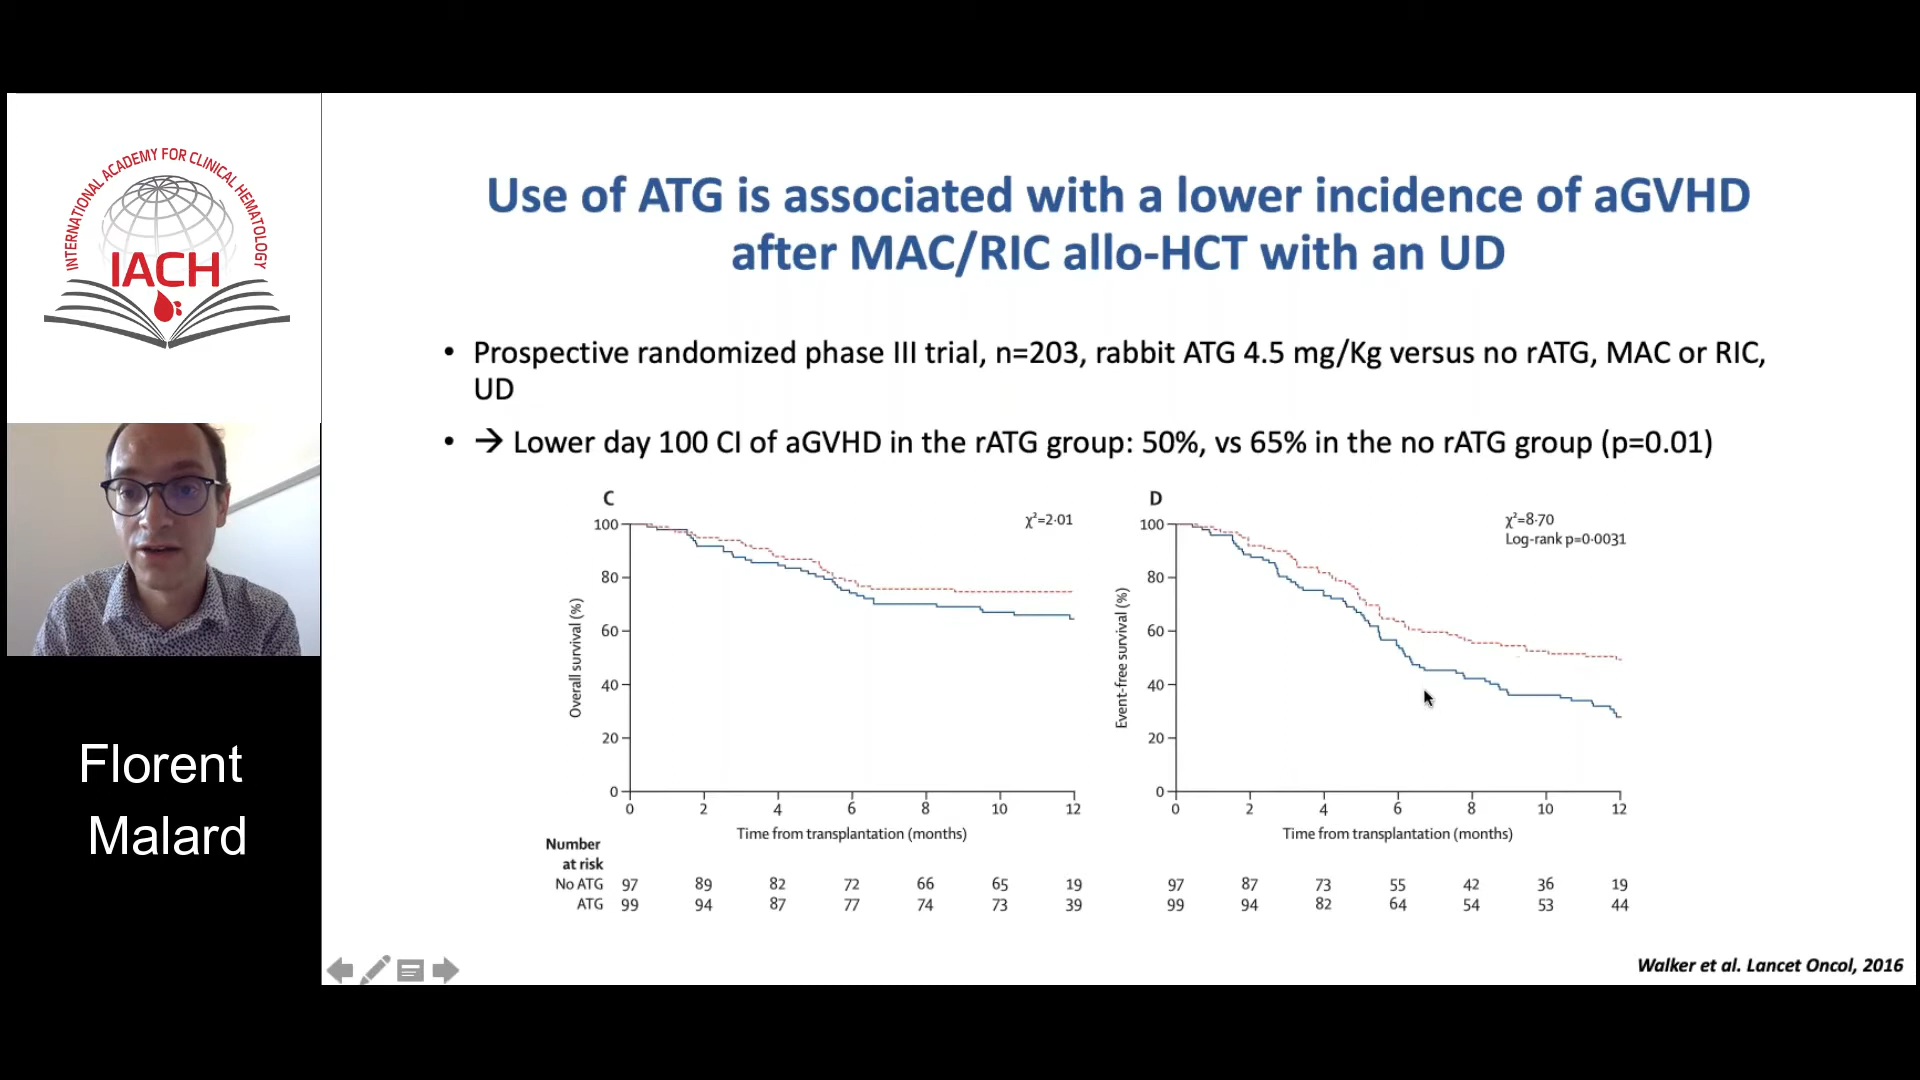 INTERNATIONAL ACADEMY FOR CLINICAL HEMATOLOGY
IACH
Florent
Malard
Use of ATG is associated with a lower incidence of aGVHD
after MAC/RIC allo-HCT with an UD
• Prospective randomized phase III trial, n=203, rabbit ATG 4.5 mg/Kg versus no rATG, MAC or RIC,
UD
• → Lower day 100 CI of aGVHD in the rATG group: 50%, vs 65% in the no rATG group (p=0.01)
C
χ²=2·01
Overall survival (%)
100
80
60
40
20
0
0 2 4 6 8 10 12
Time from transplantation (months)
Number
at risk
No ATG 97 89 82 72 66 65 19
ATG 99 94 87 77 74 73 39
D
χ²=8·70
Log-rank p=0·0031
Event-free survival (%)
100
80
60
40
20
0
0 2 4 6 8 10 12
Time from transplantation (months)
97 87 73 55 42 36 19
99 94 82 64 54 53 44
Walker et al. Lancet Oncol, 2016